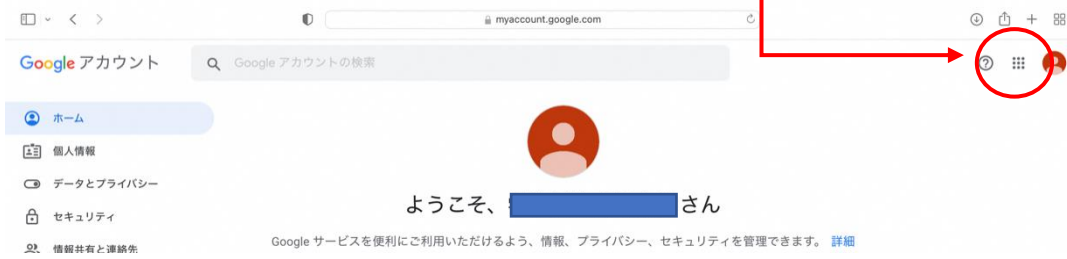 myaccount.google.com
Google アカウント
Google アカウントの検索
ホーム
個人情報
データとプライバシー
セキュリティ
情報共有と連絡先
ようこそ、
さん
Google サービスを便利にご利用いただけるよう、情報、プライバシー、セキュリティを管理できます。 詳細